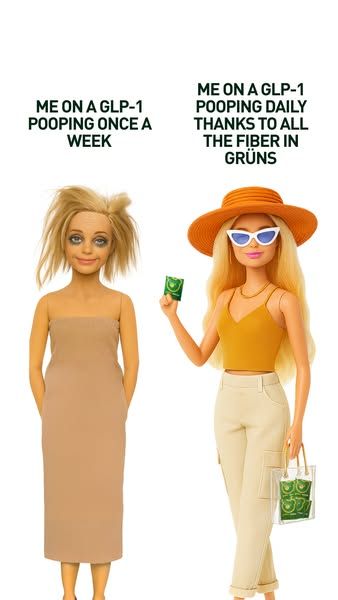 ME ON A GLP-1
POOPING ONCE A
WEEK
ME ON A GLP-1
POOPING DAILY
THANKS TO ALL
THE FIBER IN
GRÜNS